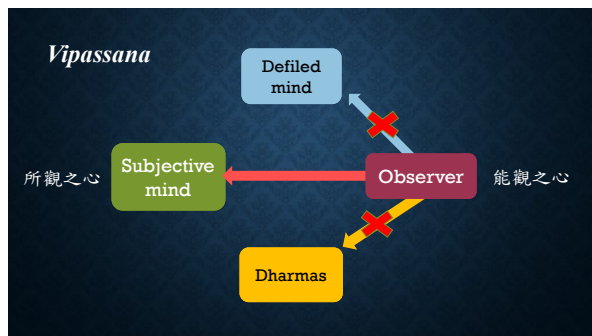 Vipassana
Defiled
mind
所觀之心
Subjective
mind
Observer
能觀之心
Dharmas